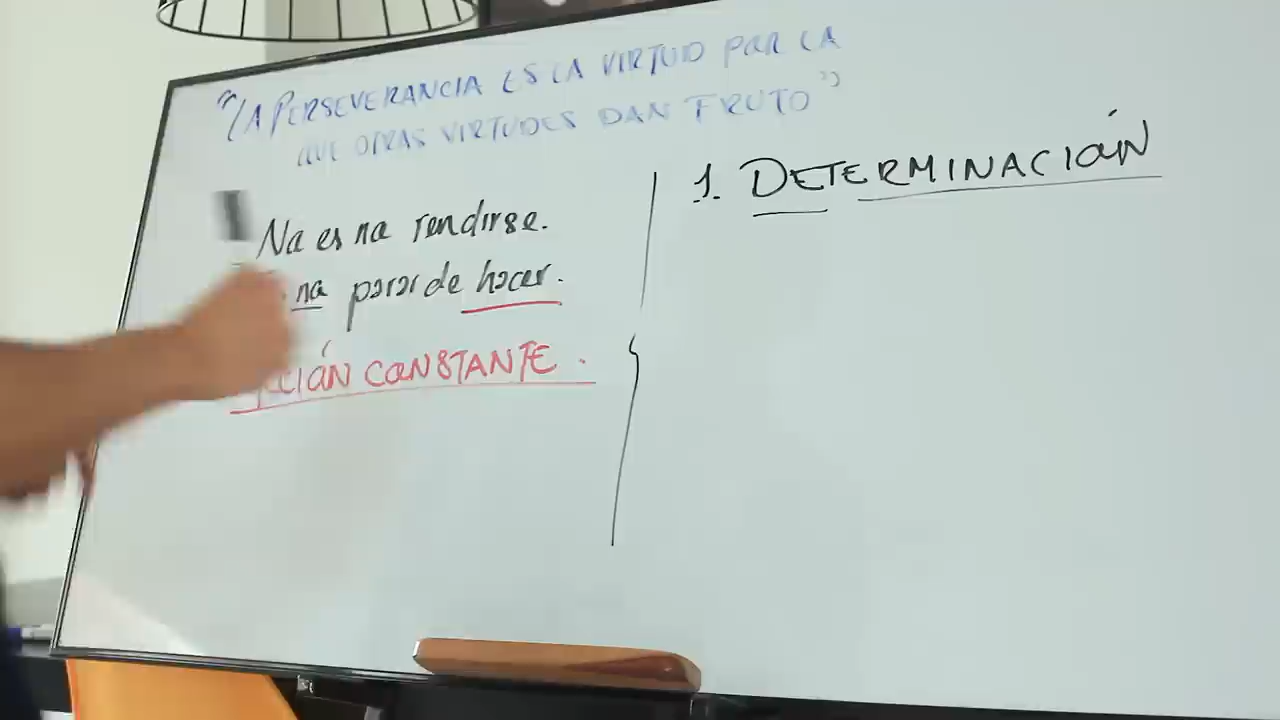 "LA PERSEVERANCIA ES LA VIRTUD POR LA
QUE OTRAS VIRTUDES DAN FRUTO"
No es no rendirse.
no parar de hacer.
CIÓN CONSTANTE.
1. DETERMINACIÓN